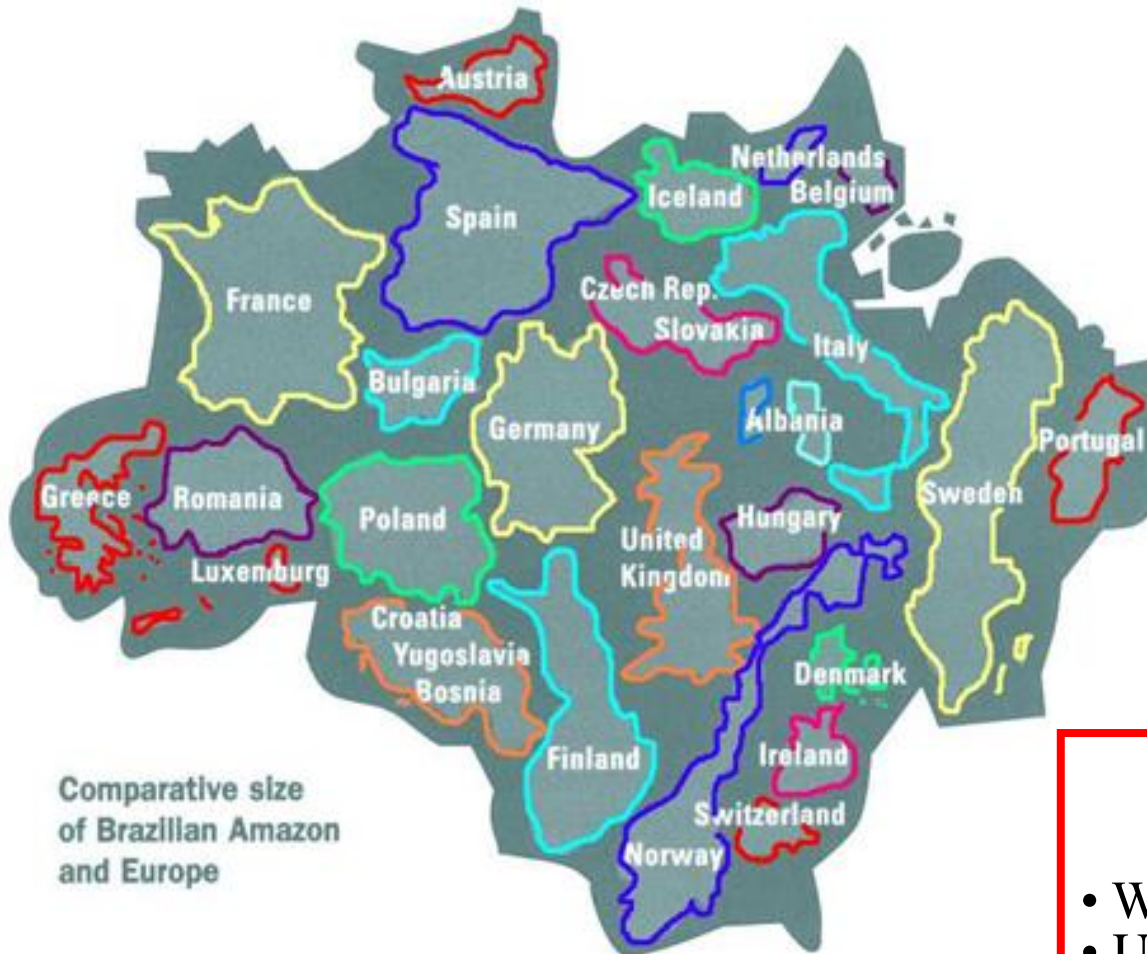 Austria
Netherlands
Belgium
Iceland
Spain
Czech Rep.
Slovakia
France
Italy
Bulgaria
Albania
Germany
Portugal
Greece
Romania
Sweden
Poland
Hungary
United
Kingdom
Luxemburg
Croatia
Yugoslavia
Bosnia
Denmark
Finland
Ireland
Switzerland
Norway
Comparative size
of Brazilian Amazon
and Europe
• W
• U